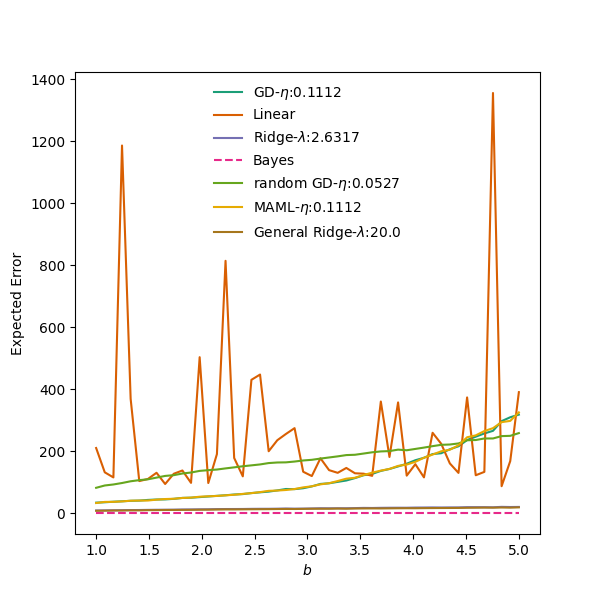 1400
1200
1000
800
600
400
200
0
Expected Error
GD-η:0.1112
Linear
Ridge-λ:2.6317
Bayes
random GD-η:0.0527
MAML-η:0.1112
General Ridge-λ:20.0
1.0 1.5 2.0 2.5 3.0 3.5 4.0 4.5 5.0
b